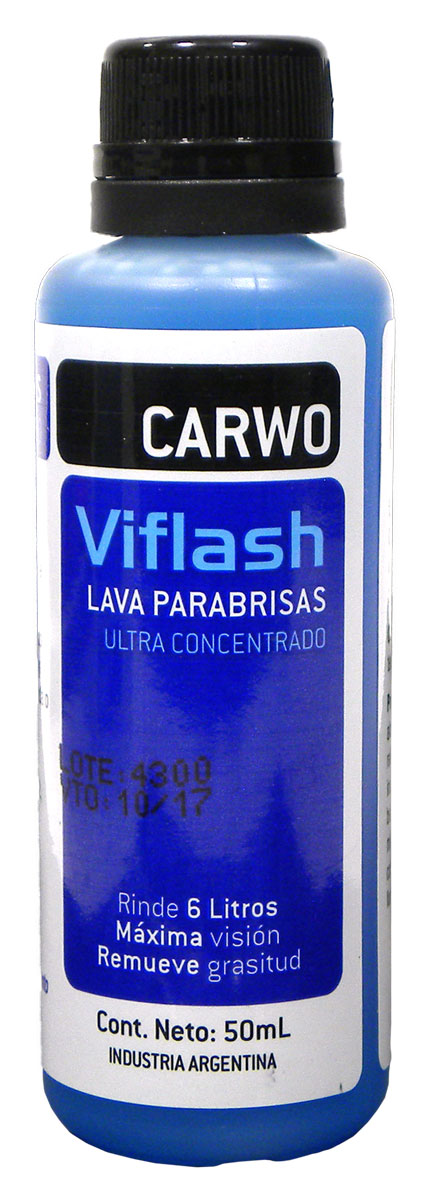 CARWO
Viflash
LAVA PARABRISAS
ULTRA CONCENTRADO
LOTE:4300
VTO:10/17
Rinde 6 Litros
Máxima visión
Remueve grasitud
Cont. Neto: 50mL
INDUSTRIA ARGENTINA